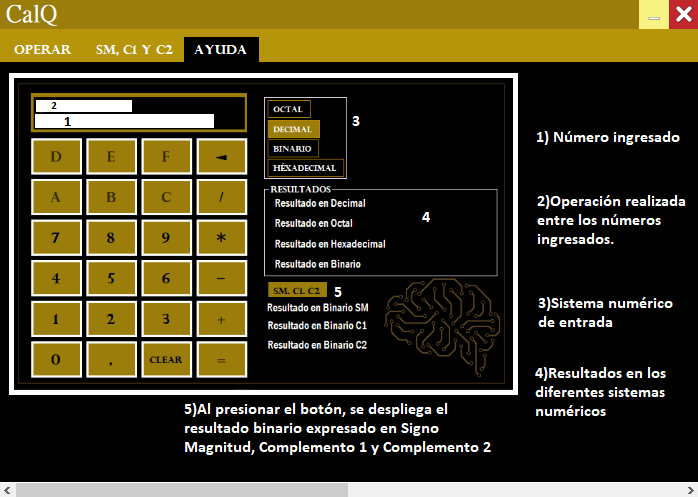 CalQ
OPERAR SM, C1 Y C2 AYUDA
2
1
D E F ◄
A B C /
7 8 9 *
4 5 6 -
1 2 3 +
0 . CLEAR =
OCTAL
DECIMAL
BINARIO
HÉXADECIMAL
3
RESULTADOS
Resultado en Decimal
Resultado en Octal
Resultado en Hexadecimal
Resultado en Binario
4
SM, C1, C2
5
Resultado en Binario SM
Resultado en Binario C1
Resultado en Binario C2
1) Número ingresado
2)Operación realizada
entre los números
ingresados.
3)Sistema numérico
de entrada
4)Resultados en los
diferentes sistemas
numéricos
5)Al presionar el botón, se despliega el
resultado binario expresado en Signo
Magnitud, Complemento 1 y Complemento 2